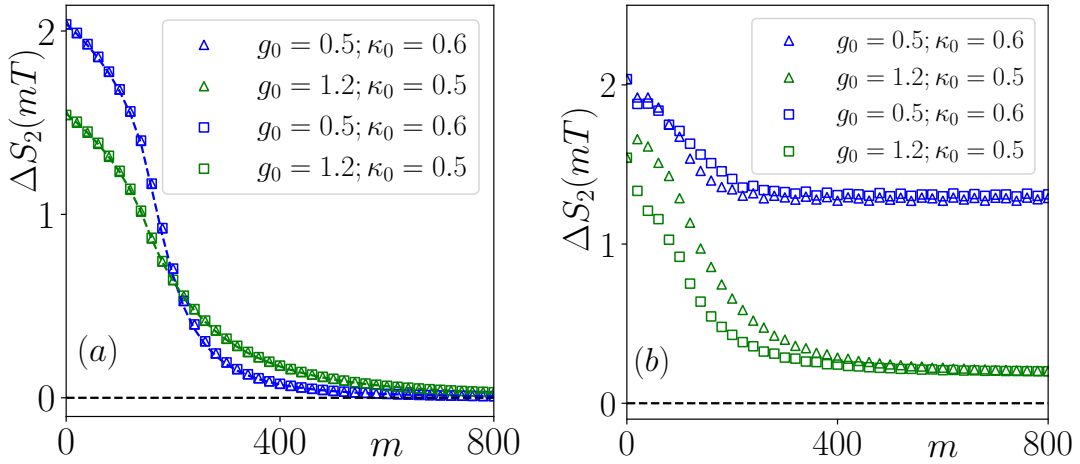 ΔS₂(mT)
2
1
0
g₀ = 0.5; κ₀ = 0.6
g₀ = 1.2; κ₀ = 0.5
g₀ = 0.5; κ₀ = 0.6
g₀ = 1.2; κ₀ = 0.5
(a)
0 400 m 800
ΔS₂(mT)
2
1
0
g₀ = 0.5; κ₀ = 0.6
g₀ = 1.2; κ₀ = 0.5
g₀ = 0.5; κ₀ = 0.6
g₀ = 1.2; κ₀ = 0.5
(b)
0 400 m 800